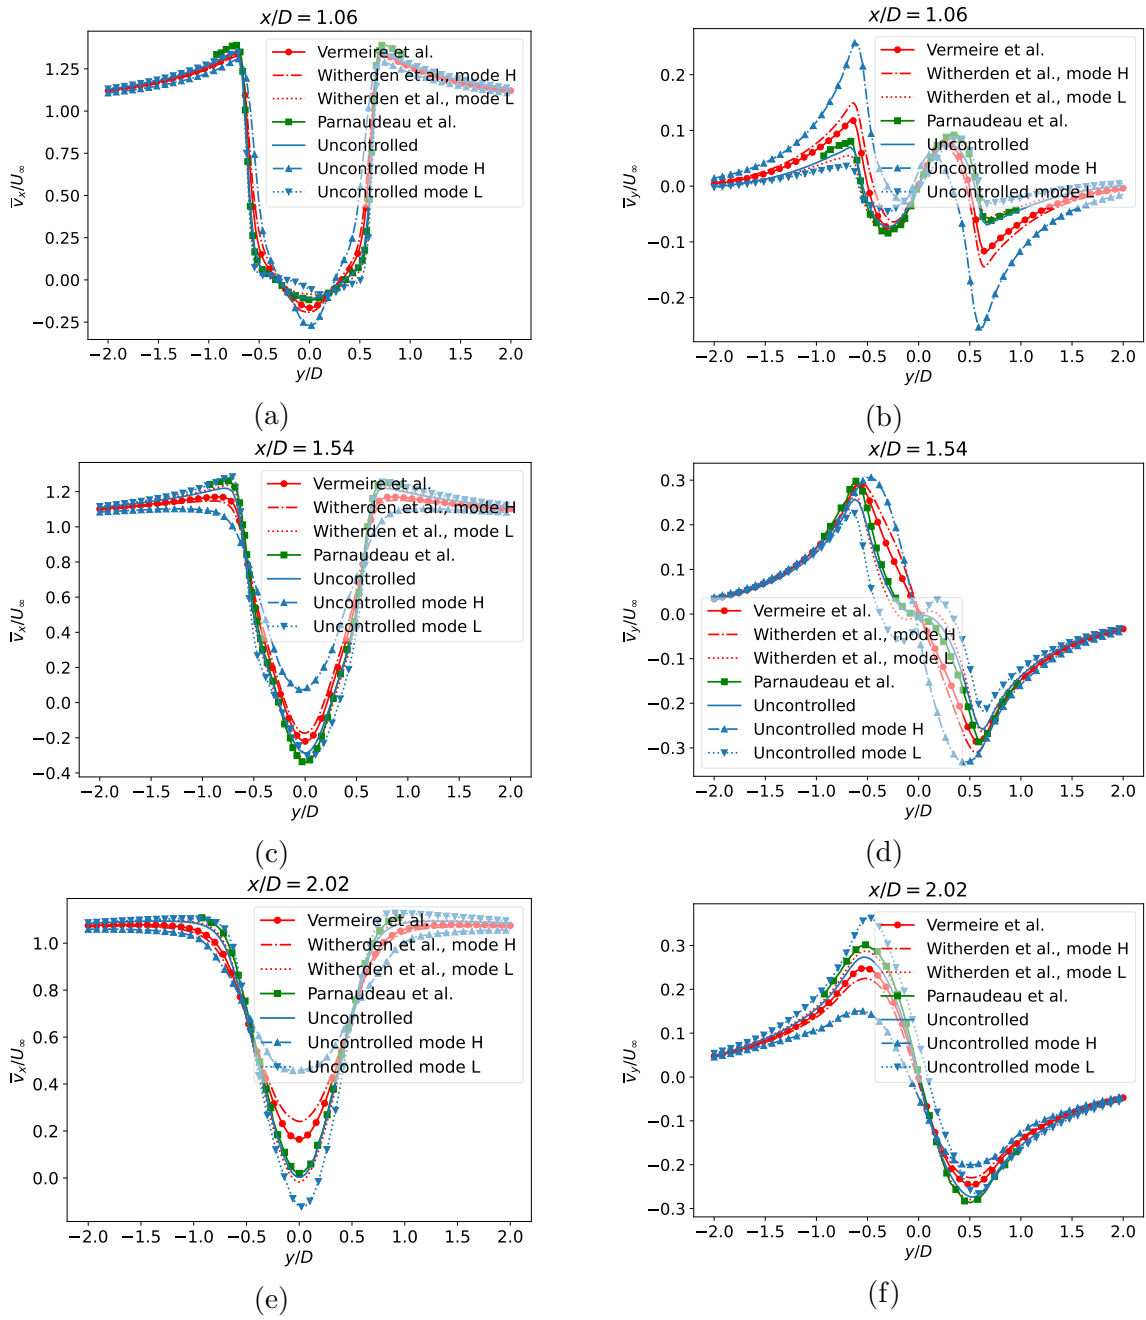 x/D = 1.06
1.25
1.00
0.75
0.50
0.25
0.00
−0.25
v̅x/U∞
Vermeire et al.
Witherden et al., mode H
Witherden et al., mode L
Parnaudeau et al.
Uncontrolled
Uncontrolled mode H
Uncontrolled mode L
−2.0 −1.5 −1.0 −0.5 0.0 0.5 1.0 1.5 2.0
y/D
(a)
x/D = 1.06
0.2
0.1
0.0
−0.1
−0.2
v̅y/U∞
Vermeire et al.
Witherden et al., mode H
Witherden et al., mode L
Parnaudeau et al.
Uncontrolled
Uncontrolled mode H
Uncontrolled mode L
−2.0 −1.5 −1.0 −0.5 0.0 0.5 1.0 1.5 2.0
y/D
(b)
x/D = 1.54
1.2
1.0
0.8
0.6
0.4
0.2
0.0
−0.2
−0.4
v̅x/U∞
Vermeire et al.
Witherden et al., mode H
Witherden et al., mode L
Parnaudeau et al.
Uncontrolled
Uncontrolled mode H
Uncontrolled mode L
−2.0 −1.5 −1.0 −0.5 0.0 0.5 1.0 1.5 2.0
y/D
(c)
x/D = 1.54
0.3
0.2
0.1
0.0
−0.1
−0.2
−0.3
v̅y/U∞
Vermeire et al.
Witherden et al., mode H
Witherden et al., mode L
Parnaudeau et al.
Uncontrolled
Uncontrolled mode H
Uncontrolled mode L
−2.0 −1.5 −1.0 −0.5 0.0 0.5 1.0 1.5 2.0
y/D
(d)
x/D = 2.02
1.0
0.8
0.6
0.4
0.2
0.0
v̅x/U∞
Vermeire et al.
Witherden et al., mode H
Witherden et al., mode L
Parnaudeau et al.
Uncontrolled
Uncontrolled mode H
Uncontrolled mode L
−2.0 −1.5 −1.0 −0.5 0.0 0.5 1.0 1.5 2.0
y/D
(e)
x/D = 2.02
0.3
0.2
0.1
0.0
−0.1
−0.2
−0.3
v̅y/U∞
Vermeire et al.
Witherden et al., mode H
Witherden et al., mode L
Parnaudeau et al.
Uncontrolled
Uncontrolled mode H
Uncontrolled mode L
−2.0 −1.5 −1.0 −0.5 0.0 0.5 1.0 1.5 2.0
y/D
(f)